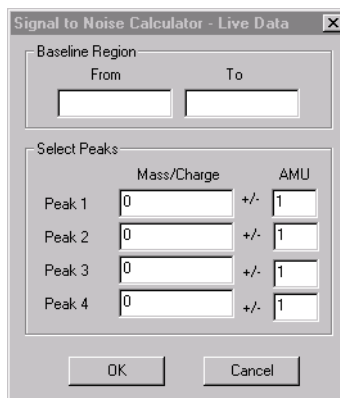 Signal to Noise Calculator - Live Data
Baseline Region
From To
Select Peaks
Mass/Charge AMU
Peak 1 0 +/- 1
Peak 2 0 +/- 1
Peak 3 0 +/- 1
Peak 4 0 +/- 1
OK Cancel